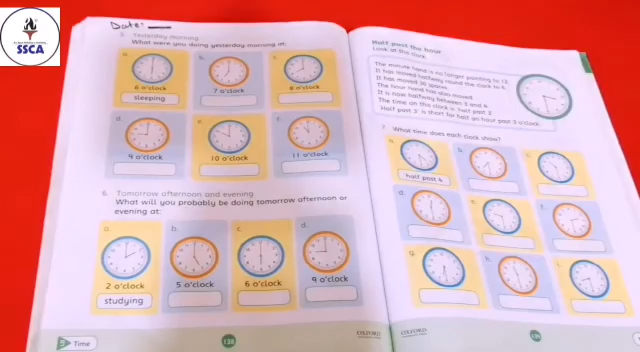 SSCA
Date:
5. Yesterday morning
What were you doing yesterday morning at:
a.
b.
c.
6 o'clock
7 o'clock
8 o'clock
sleeping
d.
e.
f.
9 o'clock
10 o'clock
11 o'clock
6. Tomorrow afternoon and evening
What will you probably be doing tomorrow afternoon or
evening at:
a.
b.
c.
d.
2 o'clock
5 o'clock
6 o'clock
9 o'clock
studying
Time
138
OXFORD
Half past the hour
Look at this clock
The minute hand is no longer pointing to 12.
It has moved halfway round the clock to 6.
It has moved 30 spaces.
The hour hand has also moved.
It is now halfway between 3 and 4.
The time on this clock is half past 3.
'Half past 3' is short for half an hour past 3 o'clock.
7. What time does each clock show?
a.
b.
c.
half past 4
d.
e.
f.
g.
h.
i.
OXFORD
139